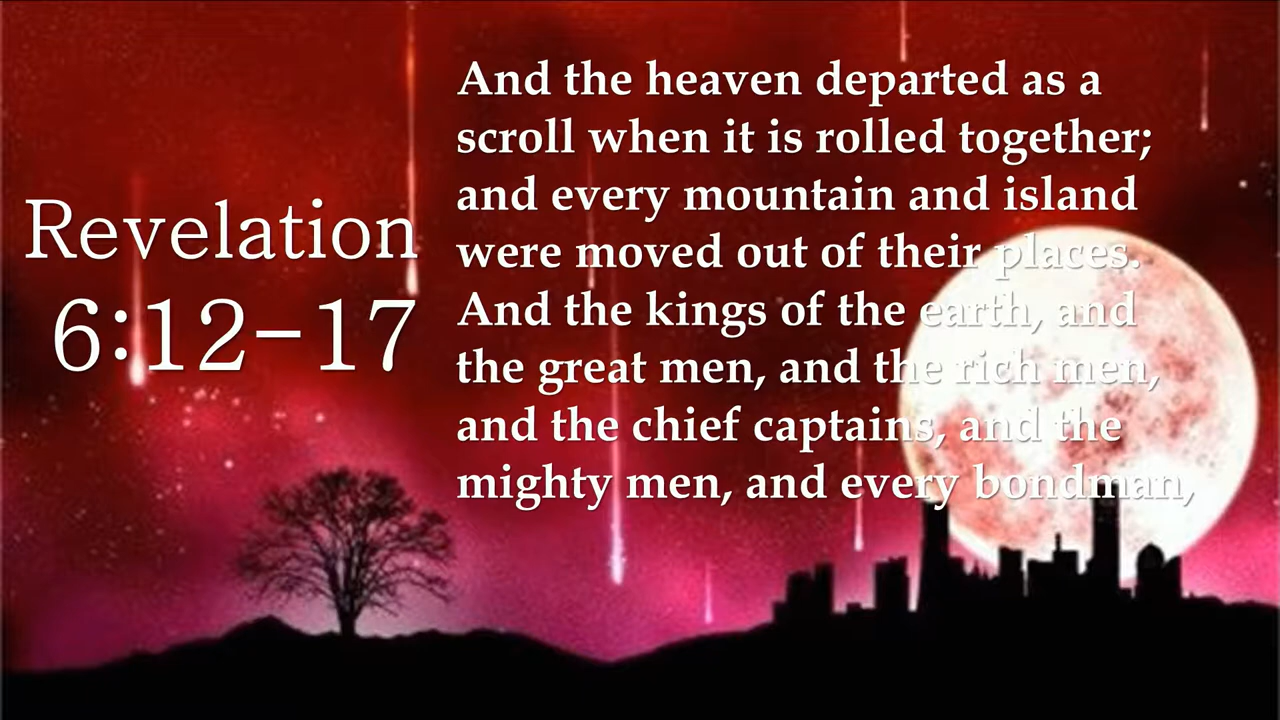 Revelation
6:12-17
And the heaven departed as a
scroll when it is rolled together;
and every mountain and island
were moved out of their places.
And the kings of the earth, and
the great men, and the rich men,
and the chief captains, and the
mighty men, and every bondman,